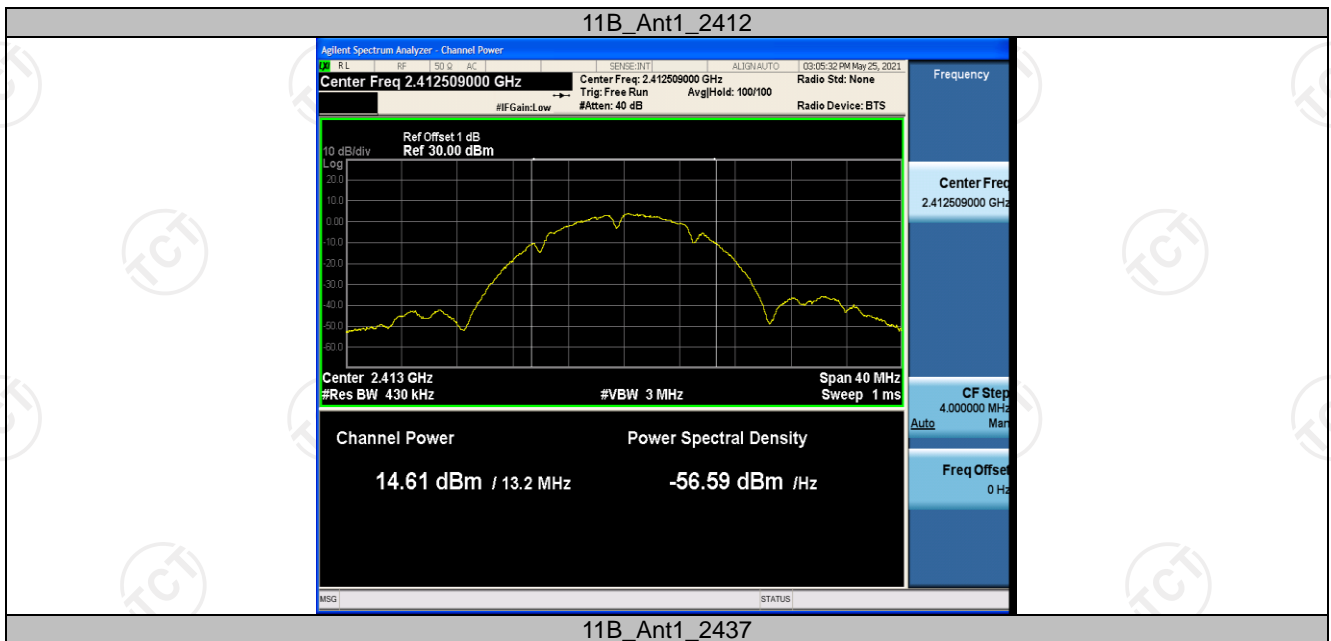 11B_Ant1_2412
Agilent Spectrum Analyzer - Channel Power
RL RF 50 Ω AC SENSE:INT ALIGN AUTO 03:05:32 PM May 25, 2021
Center Freq 2.412509000 GHz
Center Freq: 2.412509000 GHz
Radio Std: None
Trig: Free Run Avg|Hold: 100/100
#IFGain:Low #Atten: 40 dB Radio Device: BTS
Ref Offset 1 dB
10 dB/div Ref 30.00 dBm
Log
20.0
10.0
0.00
-10.0
-20.0
-30.0
-40.0
-50.0
-60.0
Center 2.413 GHz Span 40 MHz
#Res BW 430 kHz #VBW 3 MHz Sweep 1 ms
Channel Power Power Spectral Density
14.61 dBm / 13.2 MHz -56.59 dBm /Hz
MSG STATUS
Frequency
Center Freq
2.412509000 GHz
CF Step
4.000000 MHz
Auto Man
Freq Offset
0 Hz
TCT
TCT
TCT
TCT
TCT
TCT
11B_Ant1_2437